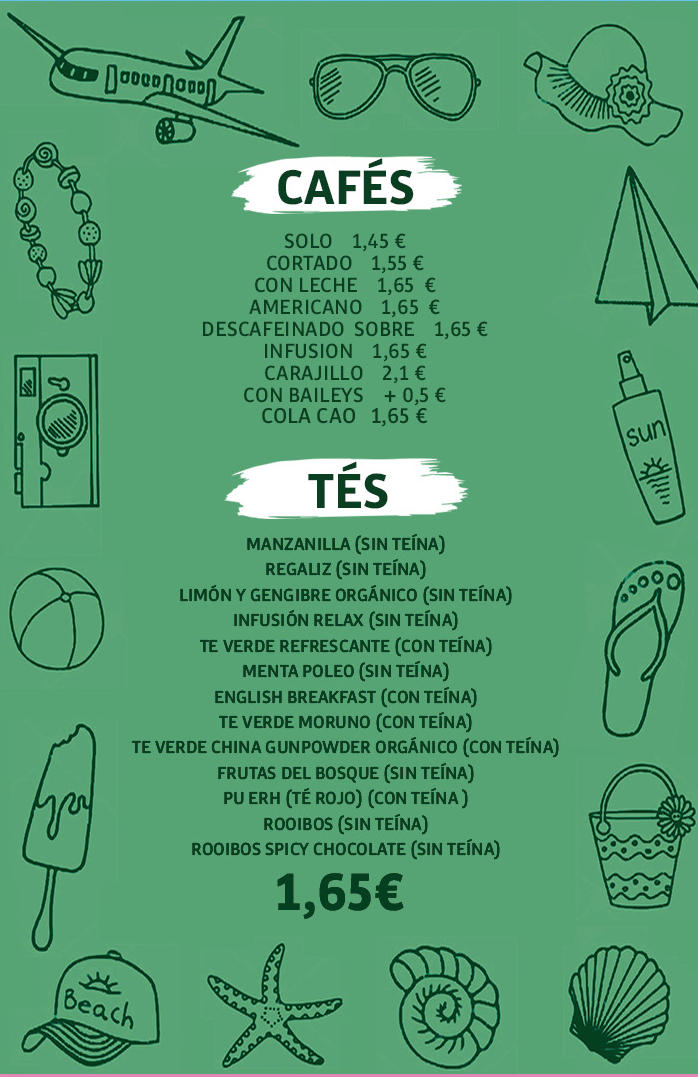 CAFÉS
SOLO 1,45 €
CORTADO 1,55 €
CON LECHE 1,65 €
AMERICANO 1,65 €
DESCAFEINADO SOBRE 1,65 €
INFUSION 1,65 €
CARAJILLO 2,1 €
CON BAILEYS + 0,5 €
COLA CAO 1,65 €
sun
TÉS
MANZANILLA (SIN TEÍNA)
REGALIZ (SIN TEÍNA)
LIMÓN Y GENGIBRE ORGÁNICO (SIN TEÍNA)
INFUSIÓN RELAX (SIN TEÍNA)
TE VERDE REFRESCANTE (CON TEÍNA)
MENTA POLEO (SIN TEÍNA)
ENGLISH BREAKFAST (CON TEÍNA)
TE VERDE MORUNO (CON TEÍNA)
TE VERDE CHINA GUNPOWDER ORGÁNICO (CON TEÍNA)
FRUTAS DEL BOSQUE (SIN TEÍNA)
PU ERH (TÉ ROJO) (CON TEÍNA )
ROOIBOS (SIN TEÍNA)
ROOIBOS SPICY CHOCOLATE (SIN TEÍNA)
1,65€
Beach